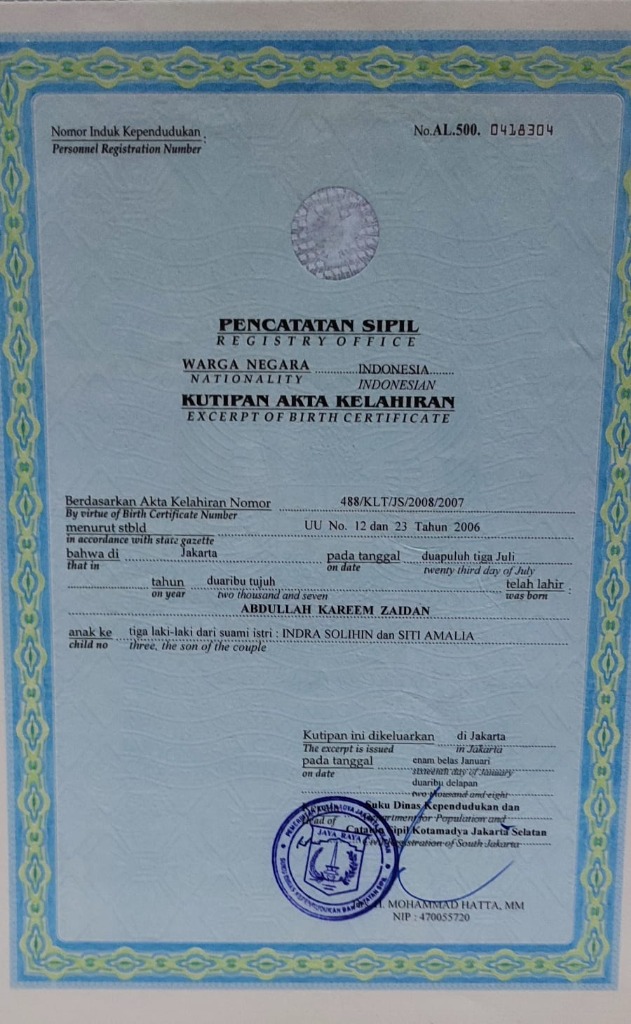 Nomor Induk Kependudukan :
Personnel Registration Number
No.AL.500. 0418304
PENCATATAN SIPIL
REGISTRY OFFICE
WARGA NEGARA INDONESIA
NATIONALITY INDONESIAN
KUTIPAN AKTA KELAHIRAN
EXCERPT OF BIRTH CERTIFICATE
Berdasarkan Akta Kelahiran Nomor 488/KLT/JS/2008/2007
By virtue of Birth Certificate Number
menurut stbld UU No. 12 dan 23 Tahun 2006
in accordance with state gazette
bahwa di Jakarta pada tanggal duapuluh tiga Juli
that in on date twenty third day of July
tahun duaribu tujuh telah lahir :
on year two thousand and seven was born
ABDULLAH KAREEM ZAIDAN
anak ke tiga laki-laki dari suami istri : INDRA SOLIHIN dan SITI AMALIA
child no three, the son of the couple
Kutipan ini dikeluarkan di Jakarta
The excerpt is issued in Jakarta
pada tanggal enam belas Januari
on date sixteenth day of January
duaribu delapan
two thousand and eight
Suku Dinas Kependudukan dan
Head of Department for Population and
Catatan Sipil Kotamadya Jakarta Selatan
Civil Registration of South Jakarta
JAYA RAYA
H. MOHAMMAD HATTA, MM
NIP : 470055720